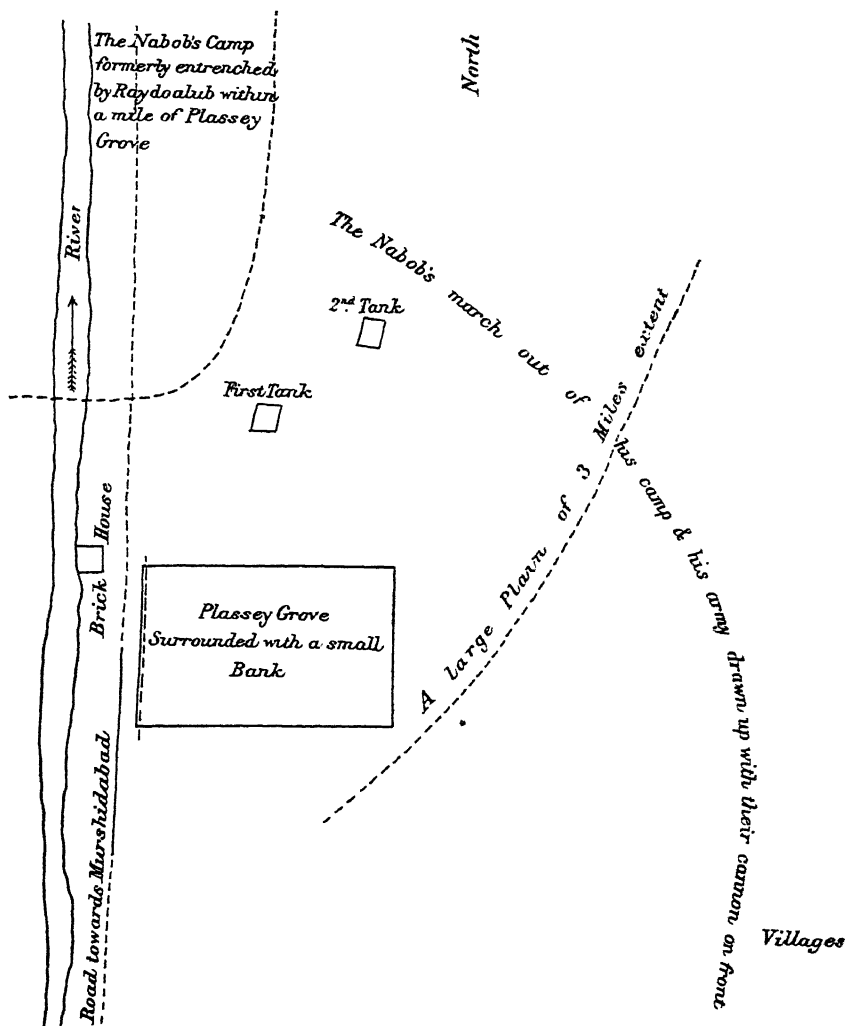 The Nabob's Camp
formerly entrenched
by Raydoalub within
a mile of Plassey
Grove
North
River
The Nabob's march out of his camp & his army drawn up with their cannon on front
2nd Tank
First Tank
A large Plain of 3 Miles extent
Brick House
Plassey Grove
Surrounded with a small
Bank
Road towards Murshidabad
Villages